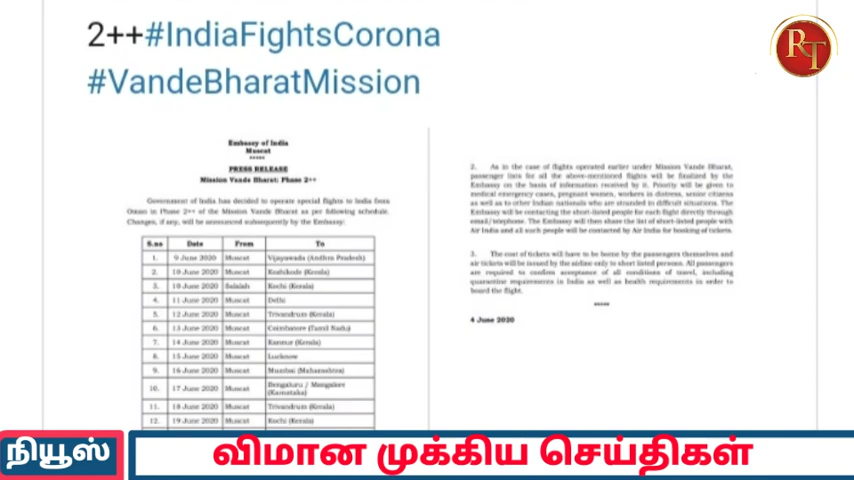 2++#IndiaFightsCorona
#VandeBharatMission
RT
Embassy of India
Muscat
*****
PRESS RELEASE
Mission Vande Bharat: Phase 2++
Government of India has decided to operate special flights to India from
Oman in Phase 2++ of the Mission Vande Bharat as per following schedule.
Changes, if any, will be announced subsequently by the Embassy:
S.no Date From To
1. 9 June 2020 Muscat Vijayawada (Andhra Pradesh)
2. 10 June 2020 Muscat Kozhikode (Kerala)
3. 10 June 2020 Salalah Kochi (Kerala)
4. 11 June 2020 Muscat Delhi
5. 12 June 2020 Muscat Trivandrum (Kerala)
6. 13 June 2020 Muscat Coimbatore (Tamil Nadu)
7. 14 June 2020 Muscat Kannur (Kerala)
8. 15 June 2020 Muscat Lucknow
9. 16 June 2020 Muscat Mumbai (Maharashtra)
10. 17 June 2020 Muscat Bengaluru / Mangalore
(Karnataka)
11. 18 June 2020 Muscat Trivandrum (Kerala)
12. 19 June 2020 Muscat Kochi (Kerala)
2. As in the case of flights operated earlier under Mission Vande Bharat,
passenger lists for all the above-mentioned flights will be finalized by the
Embassy on the basis of information received by it. Priority will be given to
medical emergency cases, pregnant women, workers in distress, senior citizens
as well as to other Indian nationals who are stranded in difficult situations. The
Embassy will be contacting the short-listed people for each flight directly through
email/telephone. The Embassy will then share the list of short-listed people with
Air India and all such people will be contacted by Air India for booking of tickets.
3. The cost of tickets will have to be borne by the passengers themselves and
air tickets will be issued by the airline only to short listed persons. All passengers
are required to confirm acceptance of all conditions of travel, including
quarantine requirements in India as well as health requirements in order to
board the flight.
*****
4 June 2020
நியூஸ்
விமான முக்கிய செய்திகள்